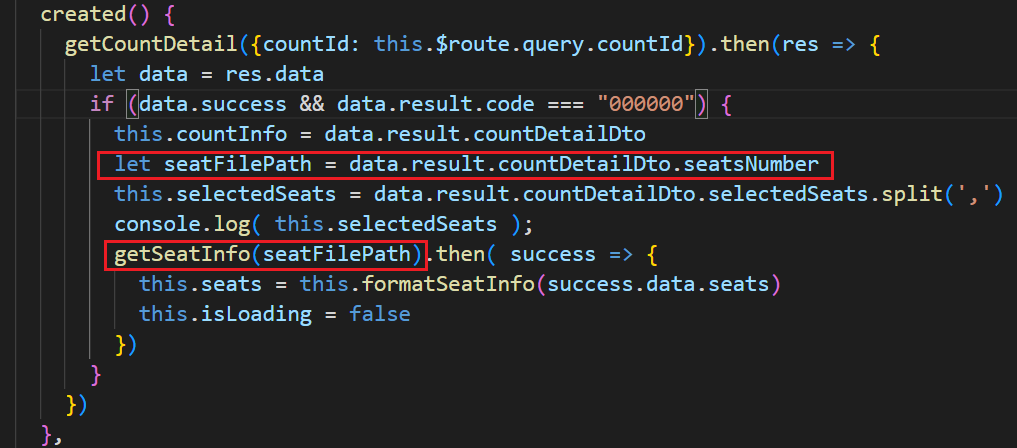 created() {
getCountDetail({countId: this.$route.query.countId}).then(res => {
let data = res.data
if (data.success && data.result.code === "000000") {
this.countInfo = data.result.countDetailDto
let seatFilePath = data.result.countDetailDto.seatsNumber
this.selectedSeats = data.result.countDetailDto.selectedSeats.split(',')
console.log( this.selectedSeats );
getSeatInfo(seatFilePath).then( success => {
this.seats = this.formatSeatInfo(success.data.seats)
this.isLoading = false
})
}
})
},